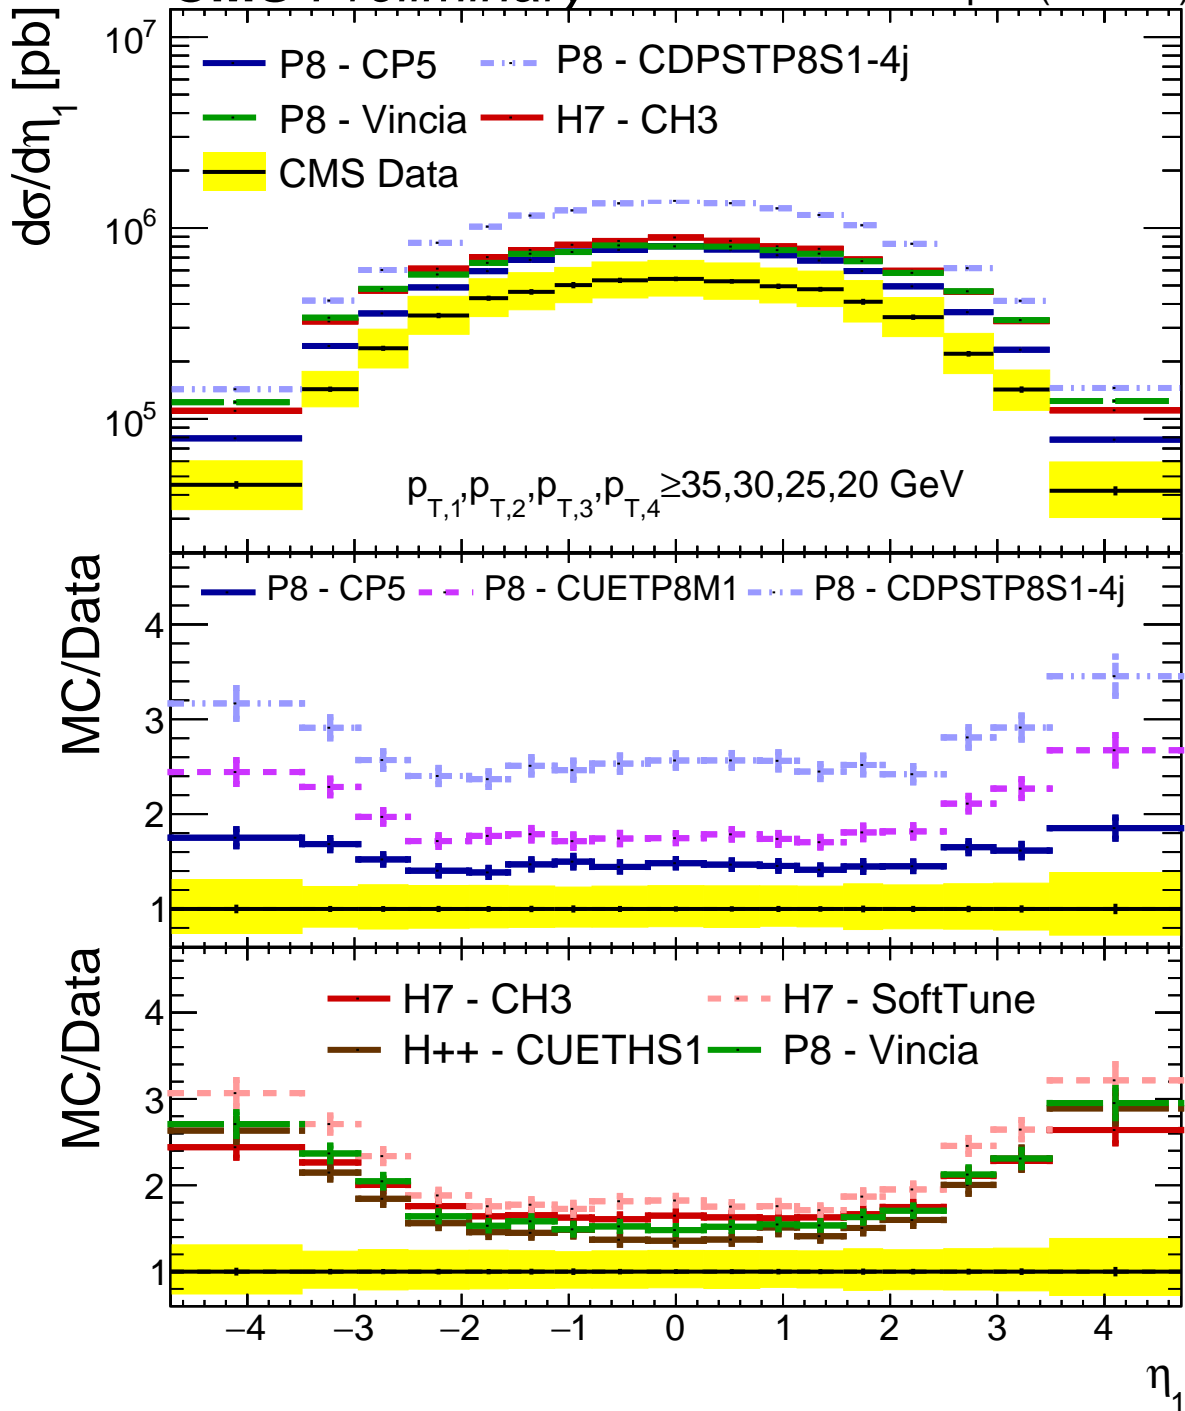 dσ/dη1 [pb]
10^7
P8 - CP5 P8 - CDPSTP8S1-4j
P8 - Vincia H7 - CH3
CMS Data
10^6
10^5
pT,1,pT,2,pT,3,pT,4≥35,30,25,20 GeV
MC/Data
P8 - CP5 P8 - CUETP8M1 P8 - CDPSTP8S1-4j
4
3
2
1
MC/Data
H7 - CH3 H7 - SoftTune
H++ - CUETHS1 P8 - Vincia
4
3
2
1
−4 −3 −2 −1 0 1 2 3 4
η1